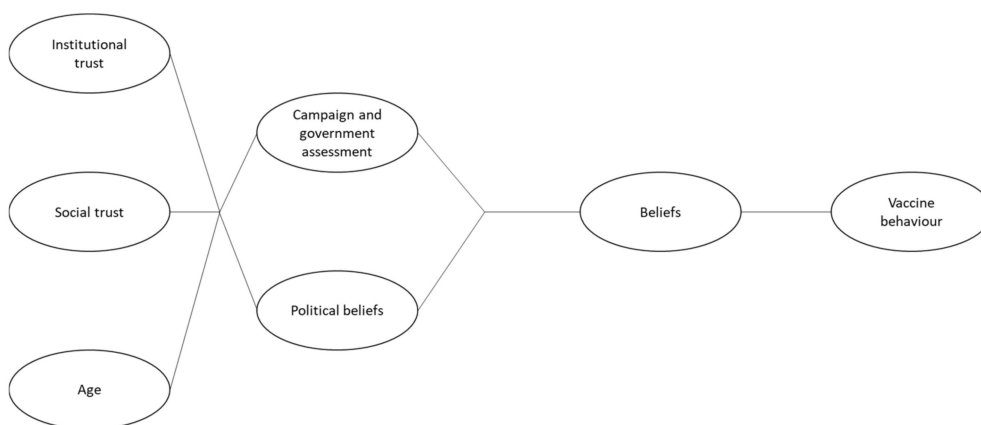 Institutional
trust
Campaign and
government
assessment
Social trust
Beliefs
Vaccine
behaviour
Political beliefs
Age